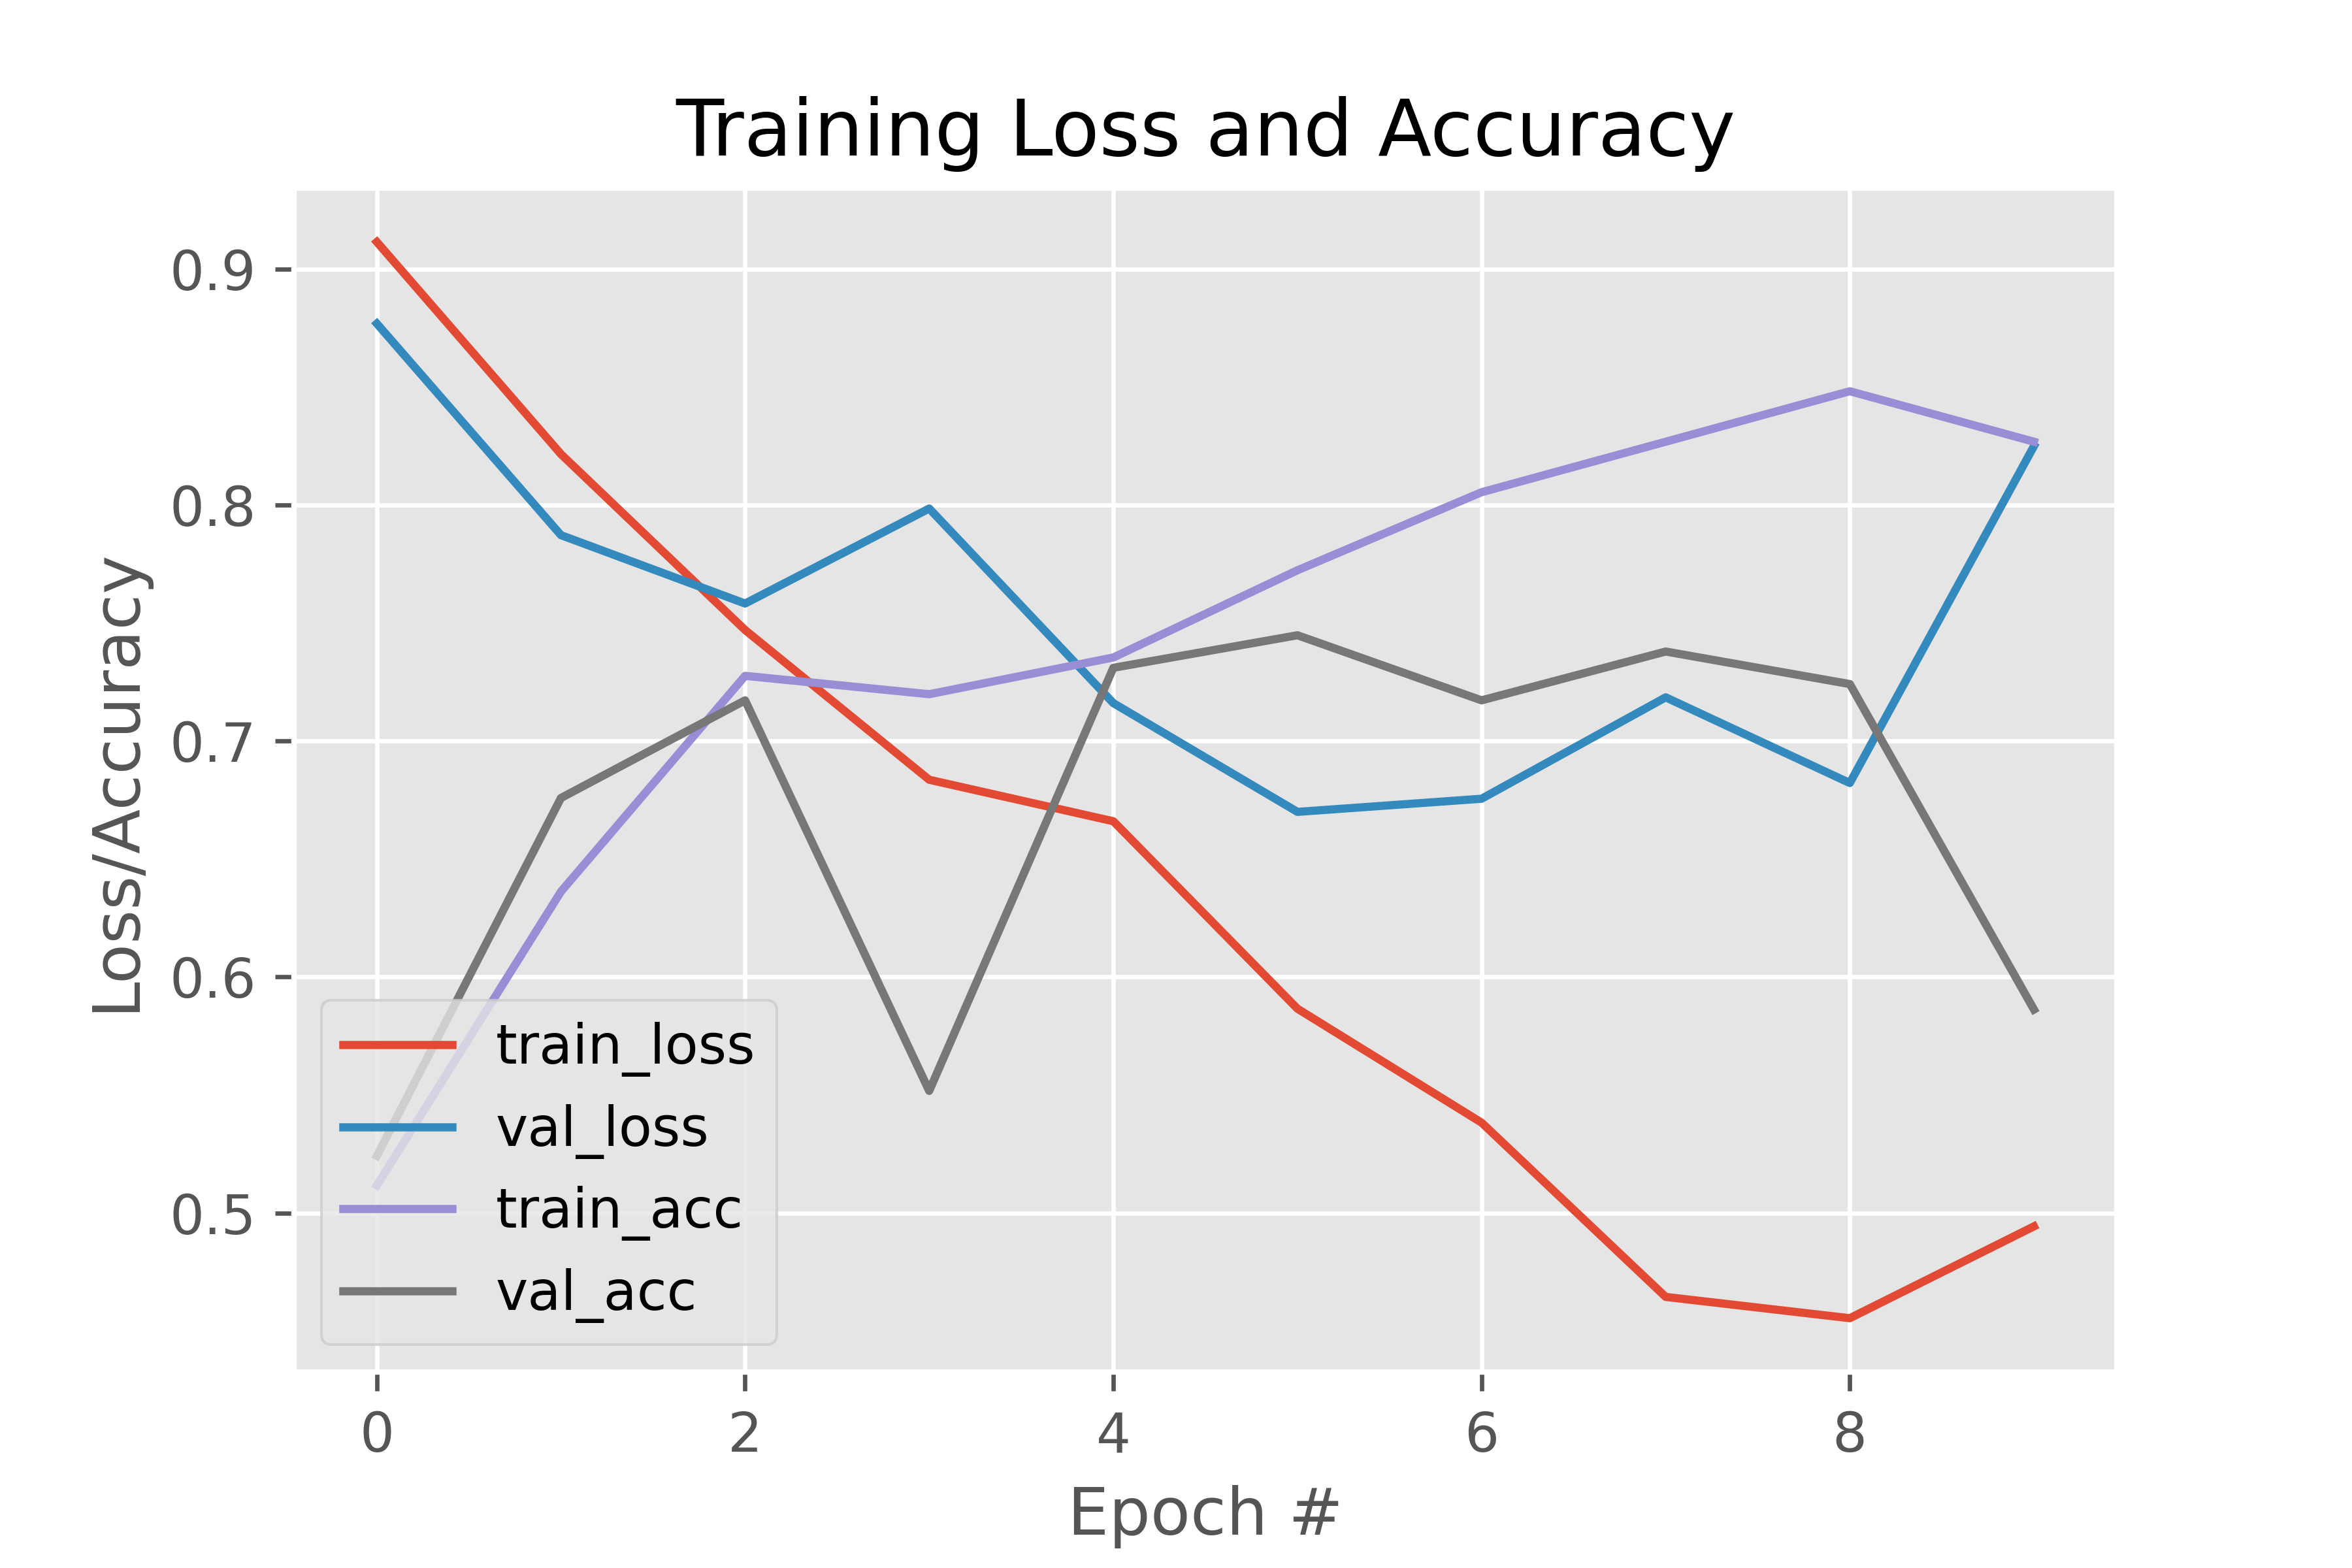 Training Loss and Accuracy
0.9
0.8
0.7
0.6
0.5
Loss/Accuracy
train_loss
val_loss
train_acc
val_acc
0 2 4 6 8
Epoch #